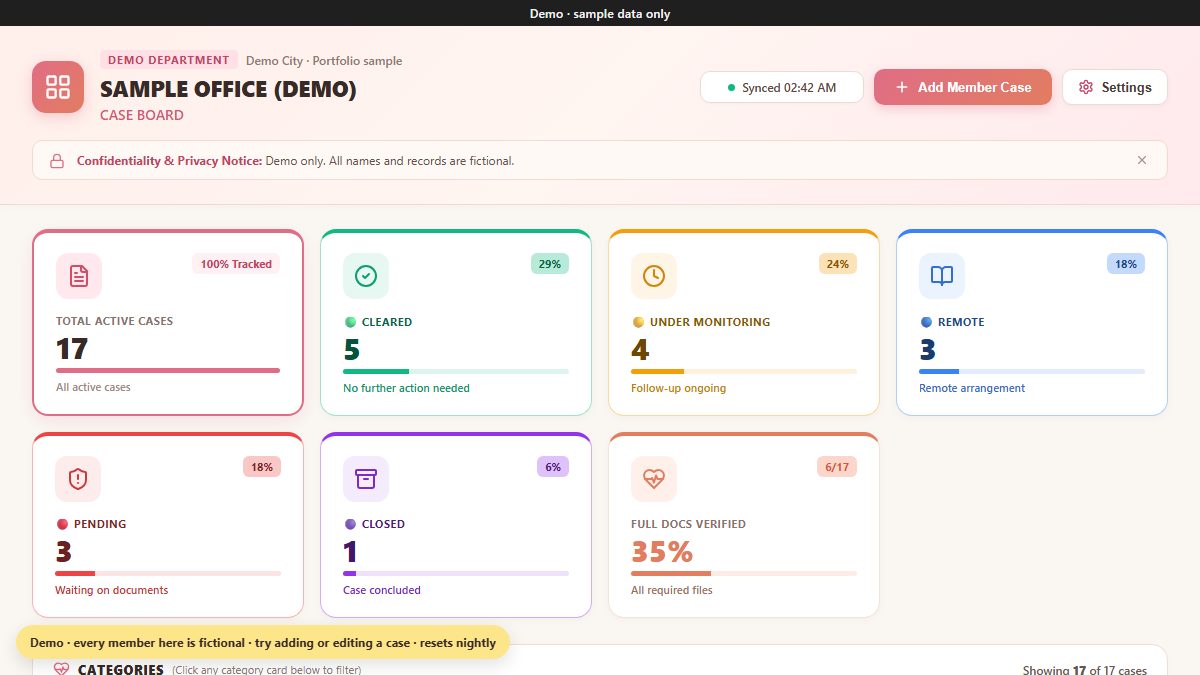 Demo · sample data only
DEMO DEPARTMENT Demo City · Portfolio sample
SAMPLE OFFICE (DEMO)
CASE BOARD
Synced 02:42 AM
Add Member Case
Settings
Confidentiality & Privacy Notice: Demo only. All names and records are fictional.
100% Tracked
TOTAL ACTIVE CASES
17
All active cases
29%
CLEARED
5
No further action needed
24%
UNDER MONITORING
4
Follow-up ongoing
18%
REMOTE
3
Remote arrangement
18%
PENDING
3
Waiting on documents
6%
CLOSED
1
Case concluded
6/17
FULL DOCS VERIFIED
35%
All required files
Demo · every member here is fictional · try adding or editing a case · resets nightly
CATEGORIES (Click any category card below to filter)
Showing 17 of 17 cases